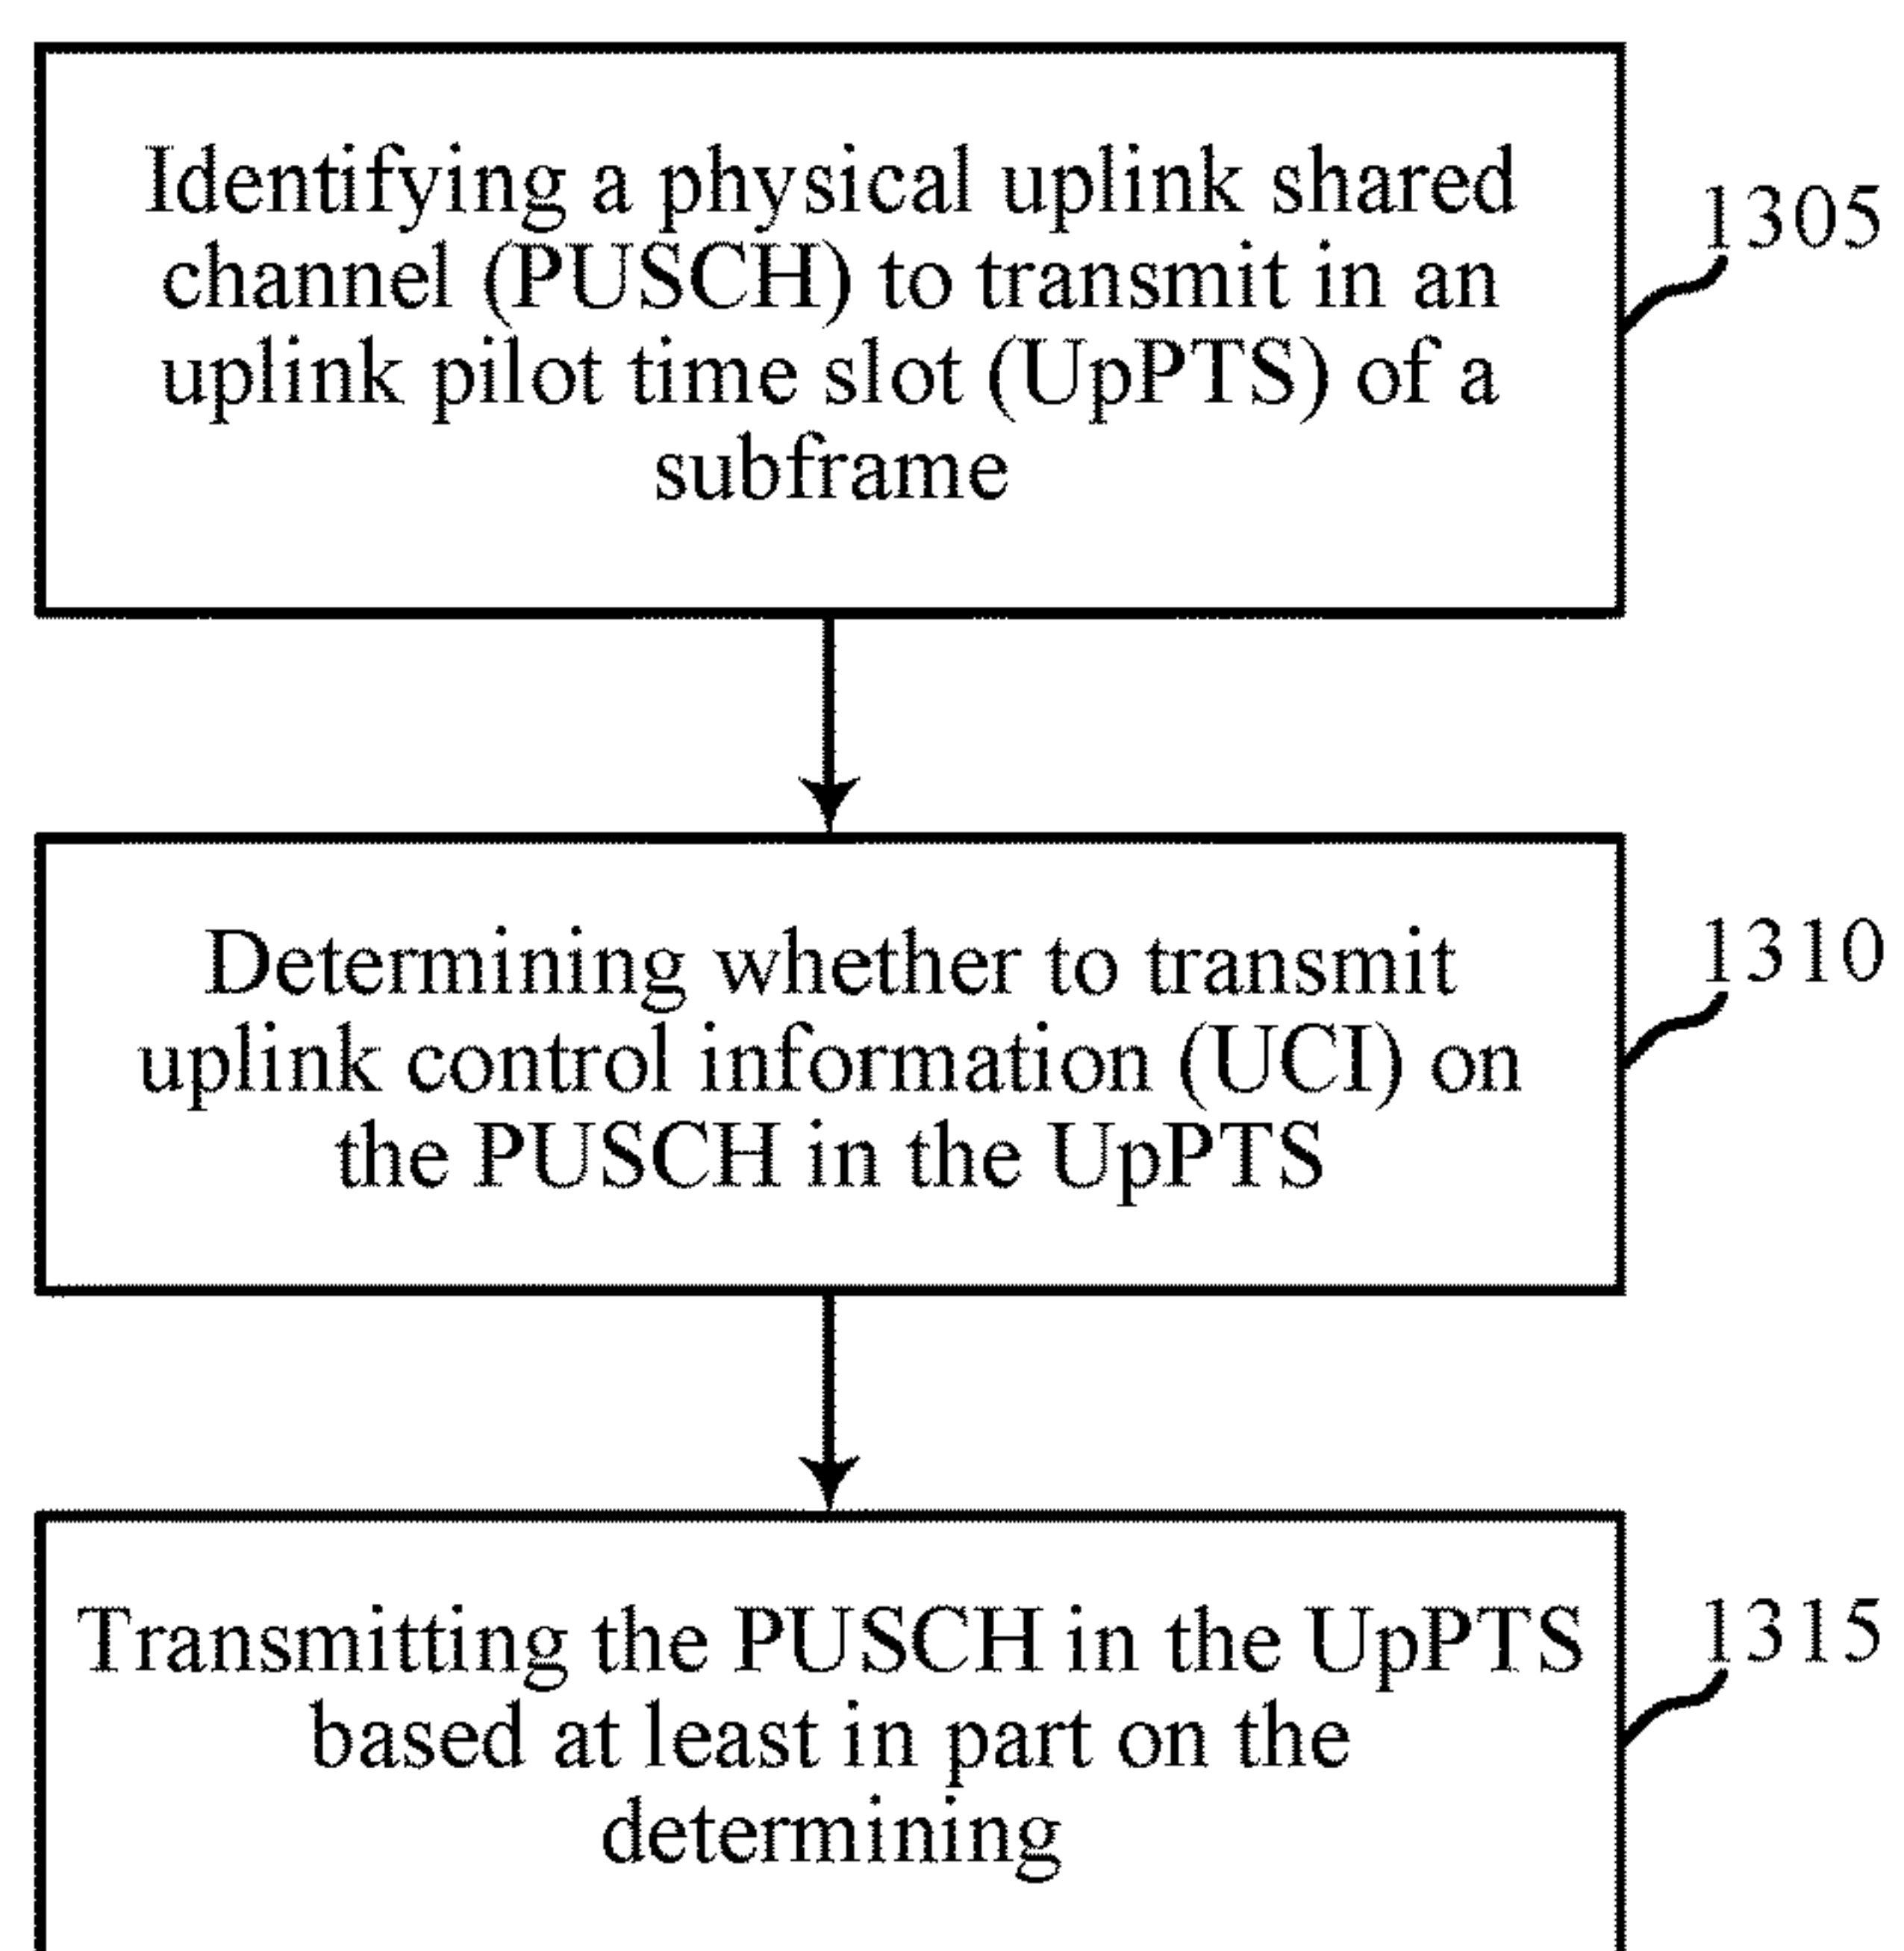 Identifying a physical uplink shared
channel (PUSCH) to transmit in an
uplink pilot time slot (UpPTS) of a
subframe
1305
Determining whether to transmit
uplink control information (UCI) on
the PUSCH in the UpPTS
1310
Transmitting the PUSCH in the UpPTS
based at least in part on the
determining
1315